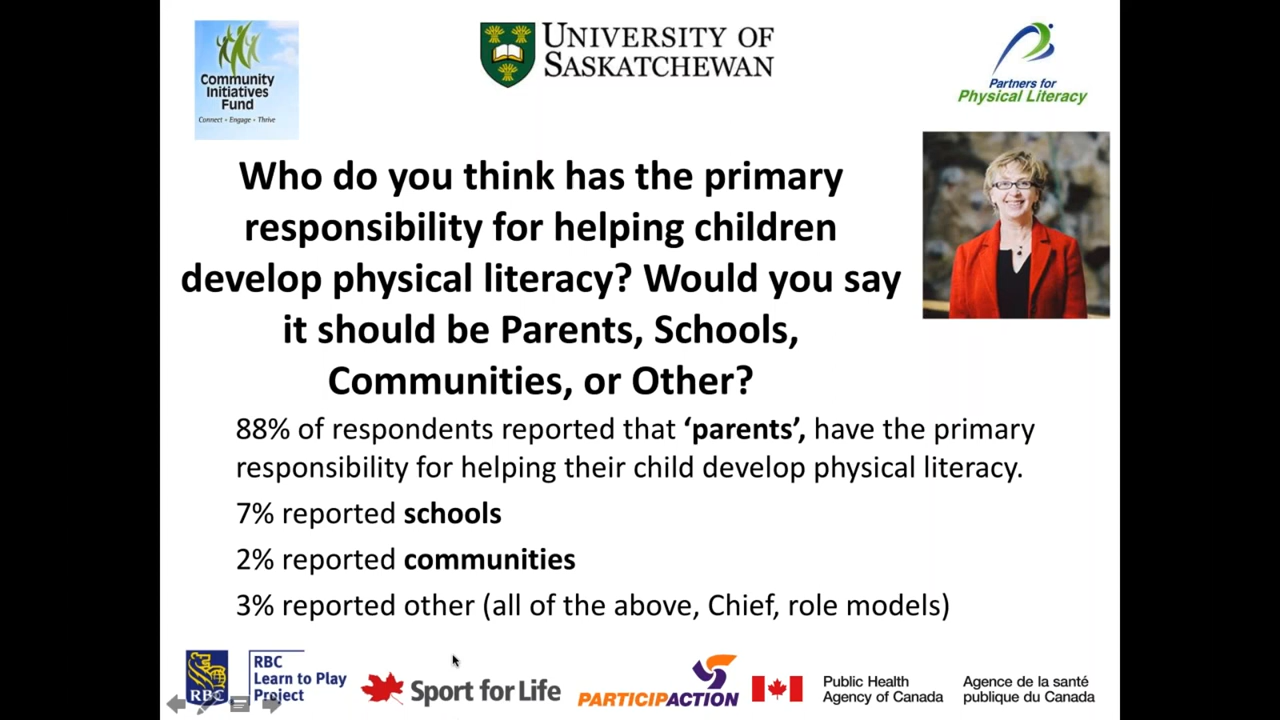 Community
Initiatives
Fund
Connect • Engage • Thrive
UNIVERSITY OF
SASKATCHEWAN
Partners for
Physical Literacy
Who do you think has the primary
responsibility for helping children
develop physical literacy? Would you say
it should be Parents, Schools,
Communities, or Other?
88% of respondents reported that ‘parents’, have the primary
responsibility for helping their child develop physical literacy.
7% reported schools
2% reported communities
3% reported other (all of the above, Chief, role models)
RBC
RBC
Learn to Play
Project
Sport for Life
PARTICIPACTION
Public Health
Agency of Canada
Agence de la santé
publique du Canada